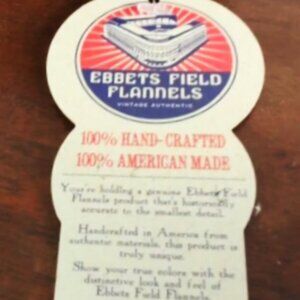 EBBETS FIELD
FLANNELS
VINTAGE AUTHENTIC
100% HAND-CRAFTED
100% AMERICAN MADE
You're holding a genuine Ebbets Field
Flannels product that's historically
accurate to the smallest detail.
Handcrafted in America from
authentic materials, this product is
truly unique.
Show your true colors with the
distinctive look and feel of
Ebbets Field Flannels